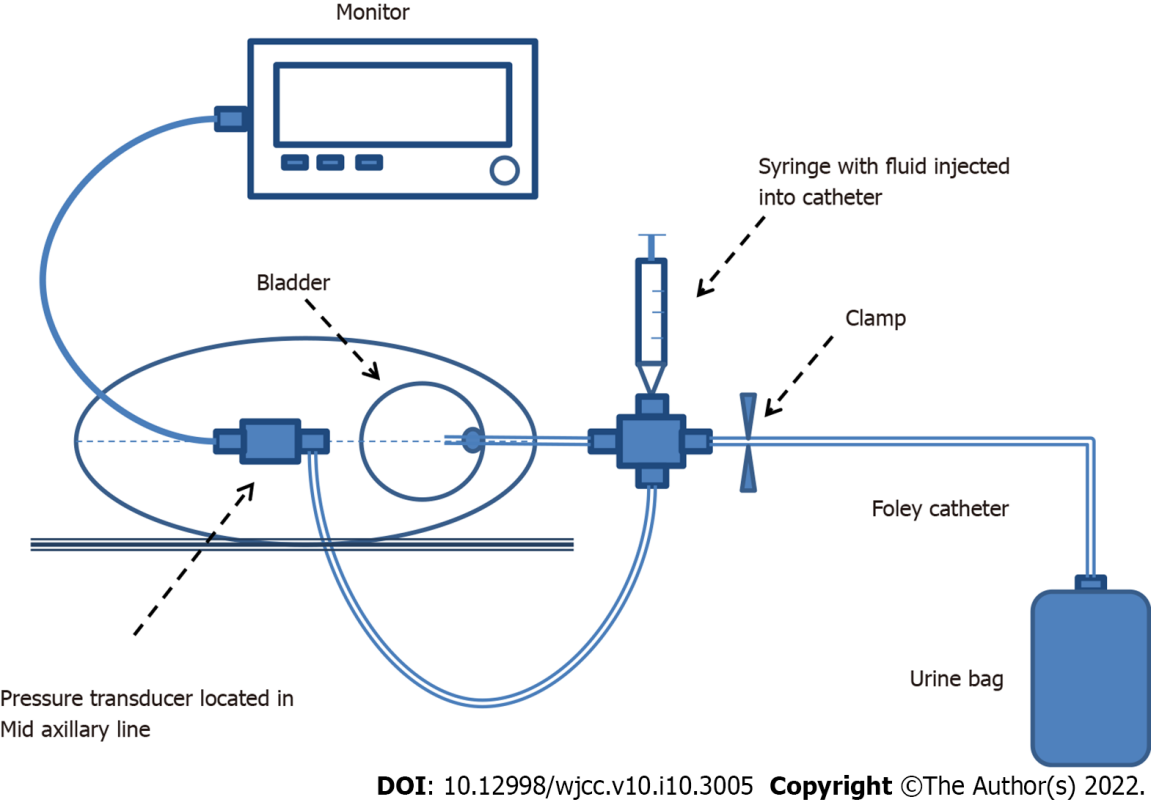 Monitor
Syringe with fluid injected
into catheter
Bladder
Clamp
Foley catheter
Urine bag
Pressure transducer located in
Mid axillary line
DOI: 10.12998/wjcc.v10.i10.3005 Copyright ©The Author(s) 2022.